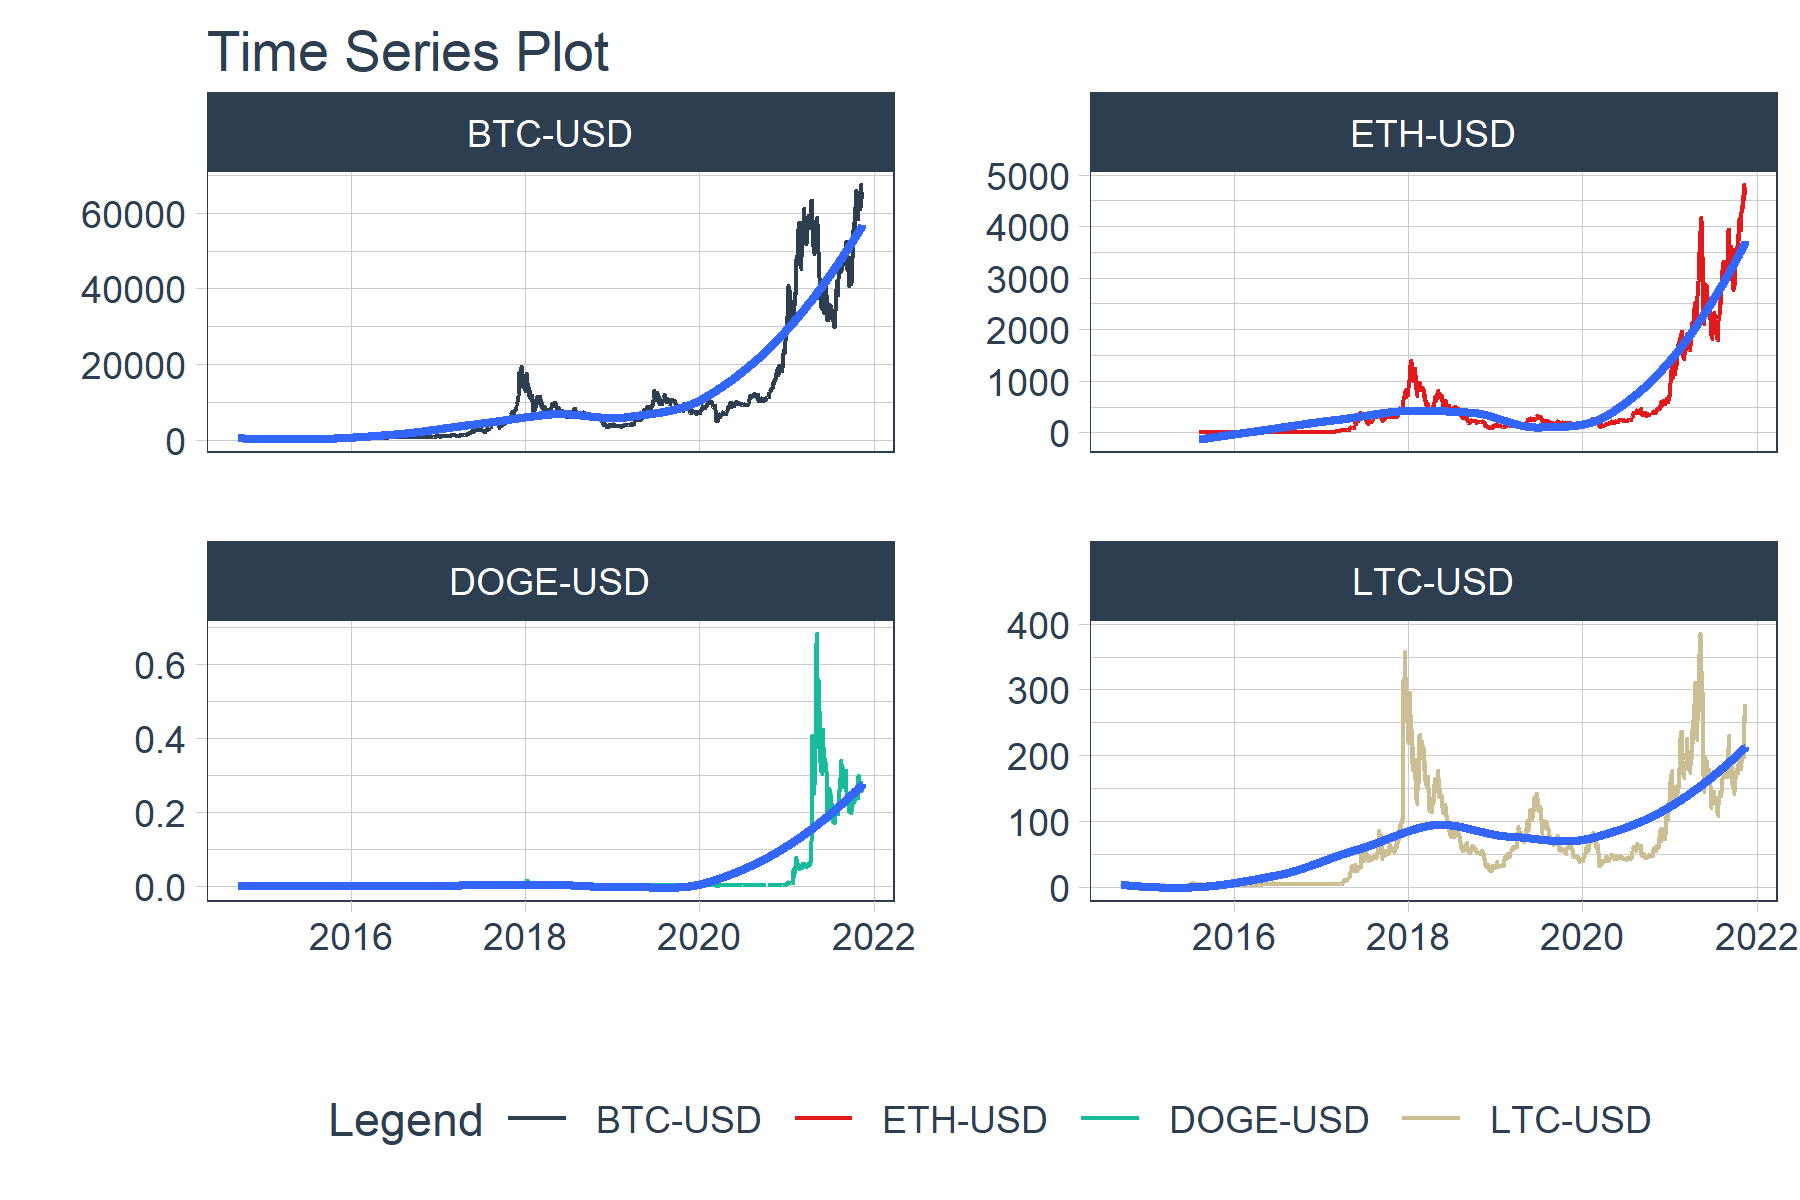 Time Series Plot
BTC-USD
ETH-USD
60000
40000
20000
0
5000
4000
3000
2000
1000
0
DOGE-USD
LTC-USD
0.6
0.4
0.2
0.0
400
300
200
100
0
2016 2018 2020 2022
2016 2018 2020 2022
Legend BTC-USD ETH-USD DOGE-USD LTC-USD